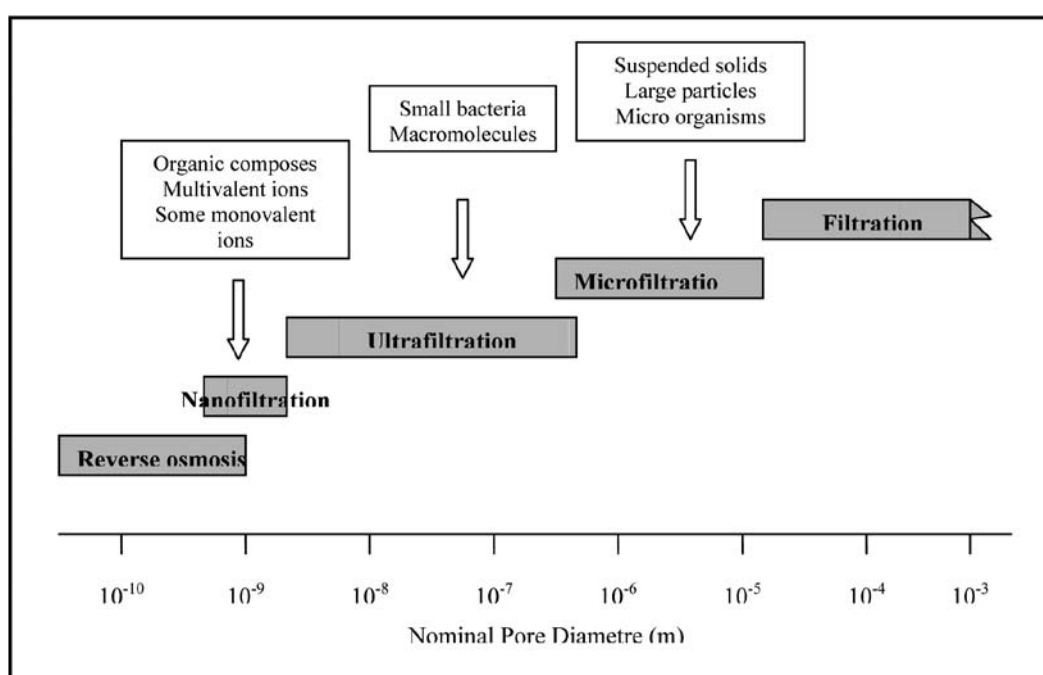 Suspended solids
Large particles
Micro organisms
Small bacteria
Macromolecules
Organic composes
Multivalent ions
Some monovalent
ions
Filtration
Microfiltratio
Ultrafiltration
Nanofiltration
Reverse osmosis
10⁻¹⁰ 10⁻⁹ 10⁻⁸ 10⁻⁷ 10⁻⁶ 10⁻⁵ 10⁻⁴ 10⁻³
Nominal Pore Diametre (m)